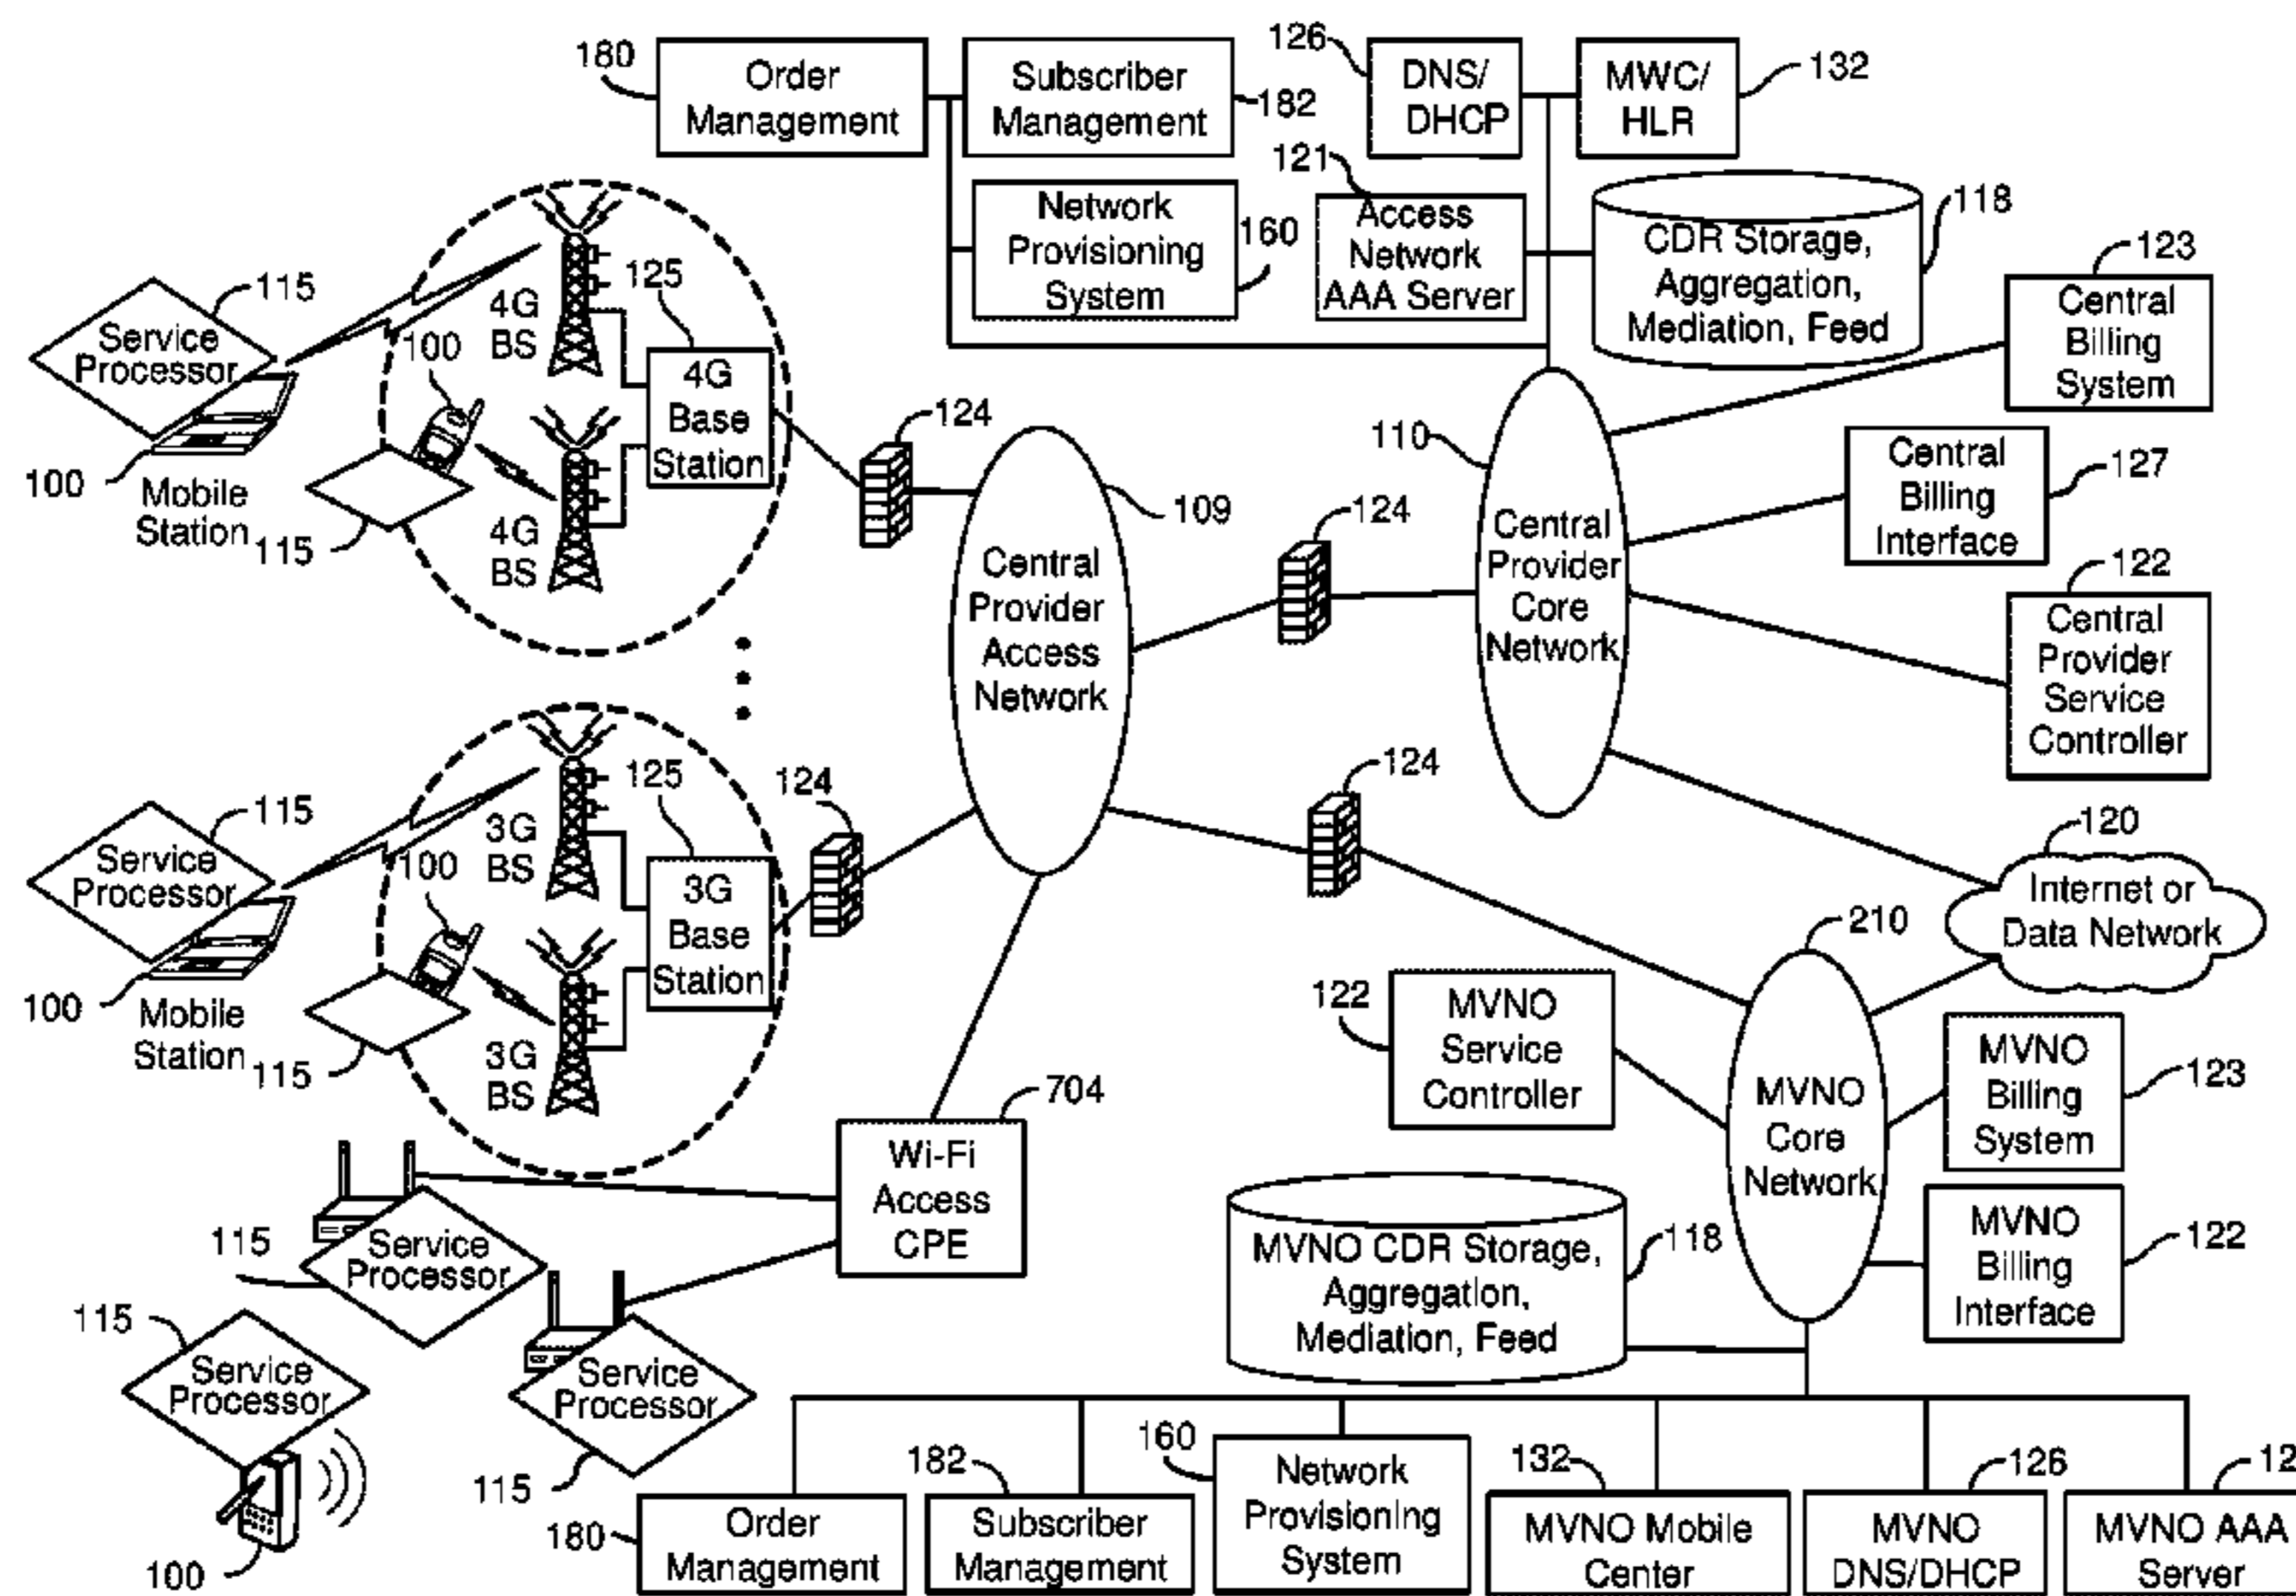 180
Order
Management
Subscriber
Management
182
126
DNS/
DHCP
MWC/
HLR
132
Network
Provisioning
System
160
121
Access
Network
AAA Server
CDR Storage,
Aggregation,
Mediation, Feed
118
123
Central
Billing
System
115
Service
Processor
100
Mobile
Station
4G
BS
100
115
4G
BS
125
4G
Base
Station
124
109
Central
Provider
Access
Network
124
110
Central
Provider
Core
Network
Central
Billing
Interface
127
122
Central
Provider
Service
Controller
115
Service
Processor
100
Mobile
Station
3G
BS
100
115
3G
BS
125
3G
Base
Station
124
124
120
Internet or
Data Network
210
MVNO
Core
Network
122
MVNO
Service
Controller
MVNO
Billing
System
123
MVNO
Billing
Interface
122
704
Wi-Fi
Access
CPE
115
Service
Processor
115
Service
Processor
100
Service
Processor
115
MVNO CDR Storage,
Aggregation,
Mediation, Feed
118
180
Order
Management
182
Subscriber
Management
160
Network
Provisioning
System
132
MVNO Mobile
Center
126
MVNO
DNS/DHCP
MVNO AAA
Server